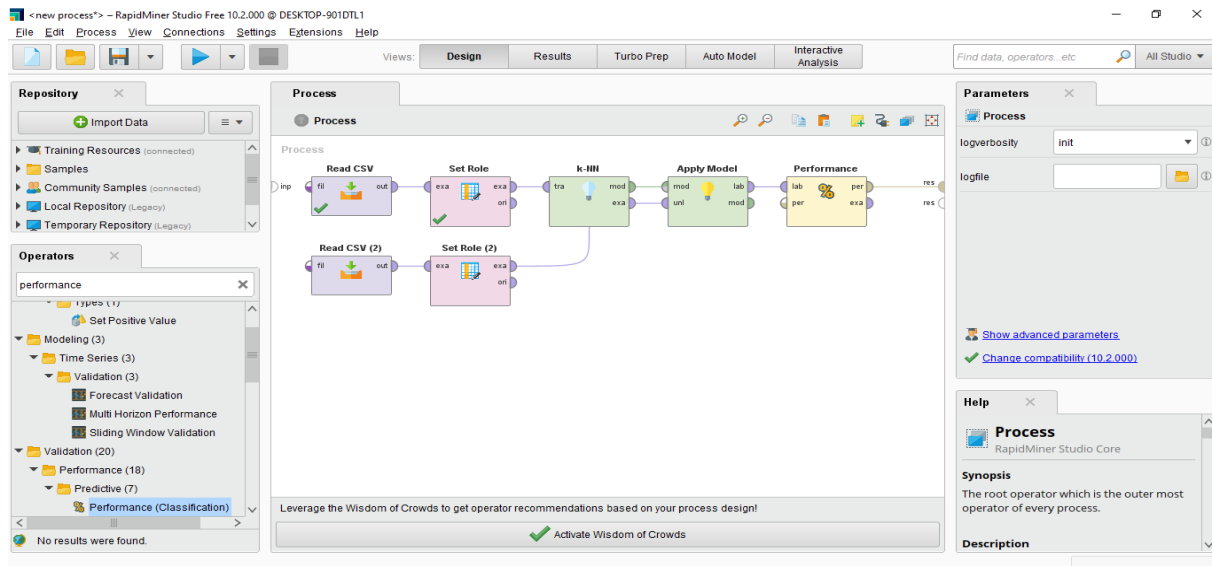 <new process*> – RapidMiner Studio Free 10.2.000 @ DESKTOP-901DTL1
File Edit Process View Connections Settings Extensions Help
Views: Design Results Turbo Prep Auto Model Interactive Analysis
Find data, operators...etc All Studio
Repository
Import Data
Training Resources (connected)
Samples
Community Samples (connected)
Local Repository (Legacy)
Temporary Repository (Legacy)
Operators
performance
Types (1)
Set Positive Value
Modeling (3)
Time Series (3)
Validation (3)
Forecast Validation
Multi Horizon Performance
Sliding Window Validation
Validation (20)
Performance (18)
Predictive (7)
Performance (Classification)
No results were found.
Process
Process
Process
Read CSV Set Role k-NN Apply Model Performance
inp fil out exa exa tra mod mod lab lab per res
ori exa unl mod per exa res
Read CSV (2) Set Role (2)
fil out exa exa
ori
Leverage the Wisdom of Crowds to get operator recommendations based on your process design!
Activate Wisdom of Crowds
Parameters
Process
logverbosity init
logfile
Show advanced parameters
Change compatibility (10.2.000)
Help
Process
RapidMiner Studio Core
Synopsis
The root operator which is the outer most
operator of every process.
Description